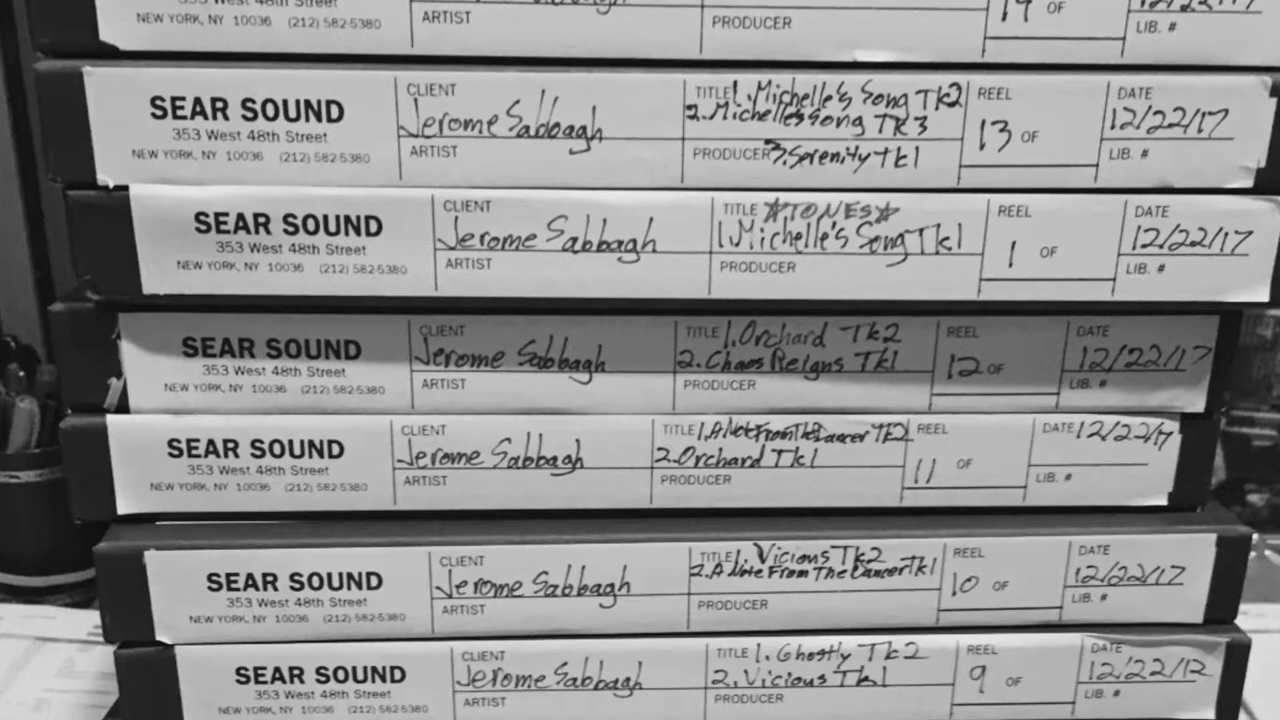 NEW YORK, NY 10036 (212) 582-5380
ARTIST
PRODUCER
OF
LIB. #
SEAR SOUND
353 West 48th Street
NEW YORK, NY 10036 (212) 582-5380
CLIENT
Jerome Sabbagh
ARTIST
TITLE 1. Michelle's Song Tk2
2. Michelle's Song TK3
PRODUCER 3. Serenity Tk1
REEL
13 OF
DATE
12/22/17
LIB. #
SEAR SOUND
353 West 48th Street
NEW YORK, NY 10036 (212) 582-5380
CLIENT
Jerome Sabbagh
ARTIST
TITLE ☆TONES☆
1. Michelle's Song Tk1
PRODUCER
REEL
1 OF
DATE
12/22/17
LIB. #
SEAR SOUND
353 West 48th Street
NEW YORK, NY 10036 (212) 582-5380
CLIENT
Jerome Sabbagh
ARTIST
TITLE 1. Orchard Tk2
2. Chaos Reigns Tk1
PRODUCER
REEL
12 OF
DATE
12/22/17
LIB. #
SEAR SOUND
353 West 48th Street
NEW YORK, NY 10036 (212) 582-5380
CLIENT
Jerome Sabbagh
ARTIST
TITLE 1. A Note From The Lancer TK2
2. Orchard Tk1
PRODUCER
REEL
11 OF
DATE 12/22/17
LIB. #
SEAR SOUND
353 West 48th Street
NEW YORK, NY 10036 (212) 582-5380
CLIENT
Jerome Sabbagh
ARTIST
TITLE 1. Vicious Tk2
2. A Note From The Lancer Tk1
PRODUCER
REEL
10 OF
DATE
12/22/17
LIB. #
SEAR SOUND
353 West 48th Street
NEW YORK, NY 10036 (212) 582-5380
CLIENT
Jerome Sabbagh
ARTIST
TITLE 1. Ghostly Tk2
2. Vicious Tk1
PRODUCER
REEL
9 OF
DATE
12/22/12
LIB. #